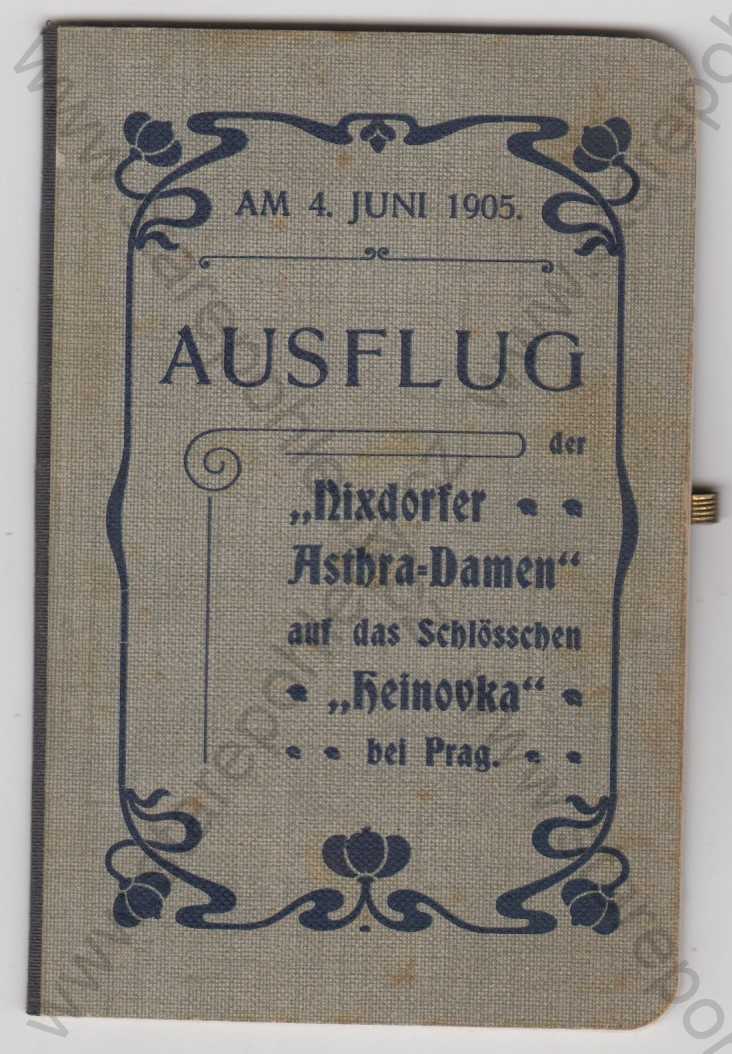 AM 4. JUNI 1905.
AUSFLUG
der
„Nixdorfer
Asthra-Damen“
auf das Schlösschen
„Heinovka“
bei Prag.